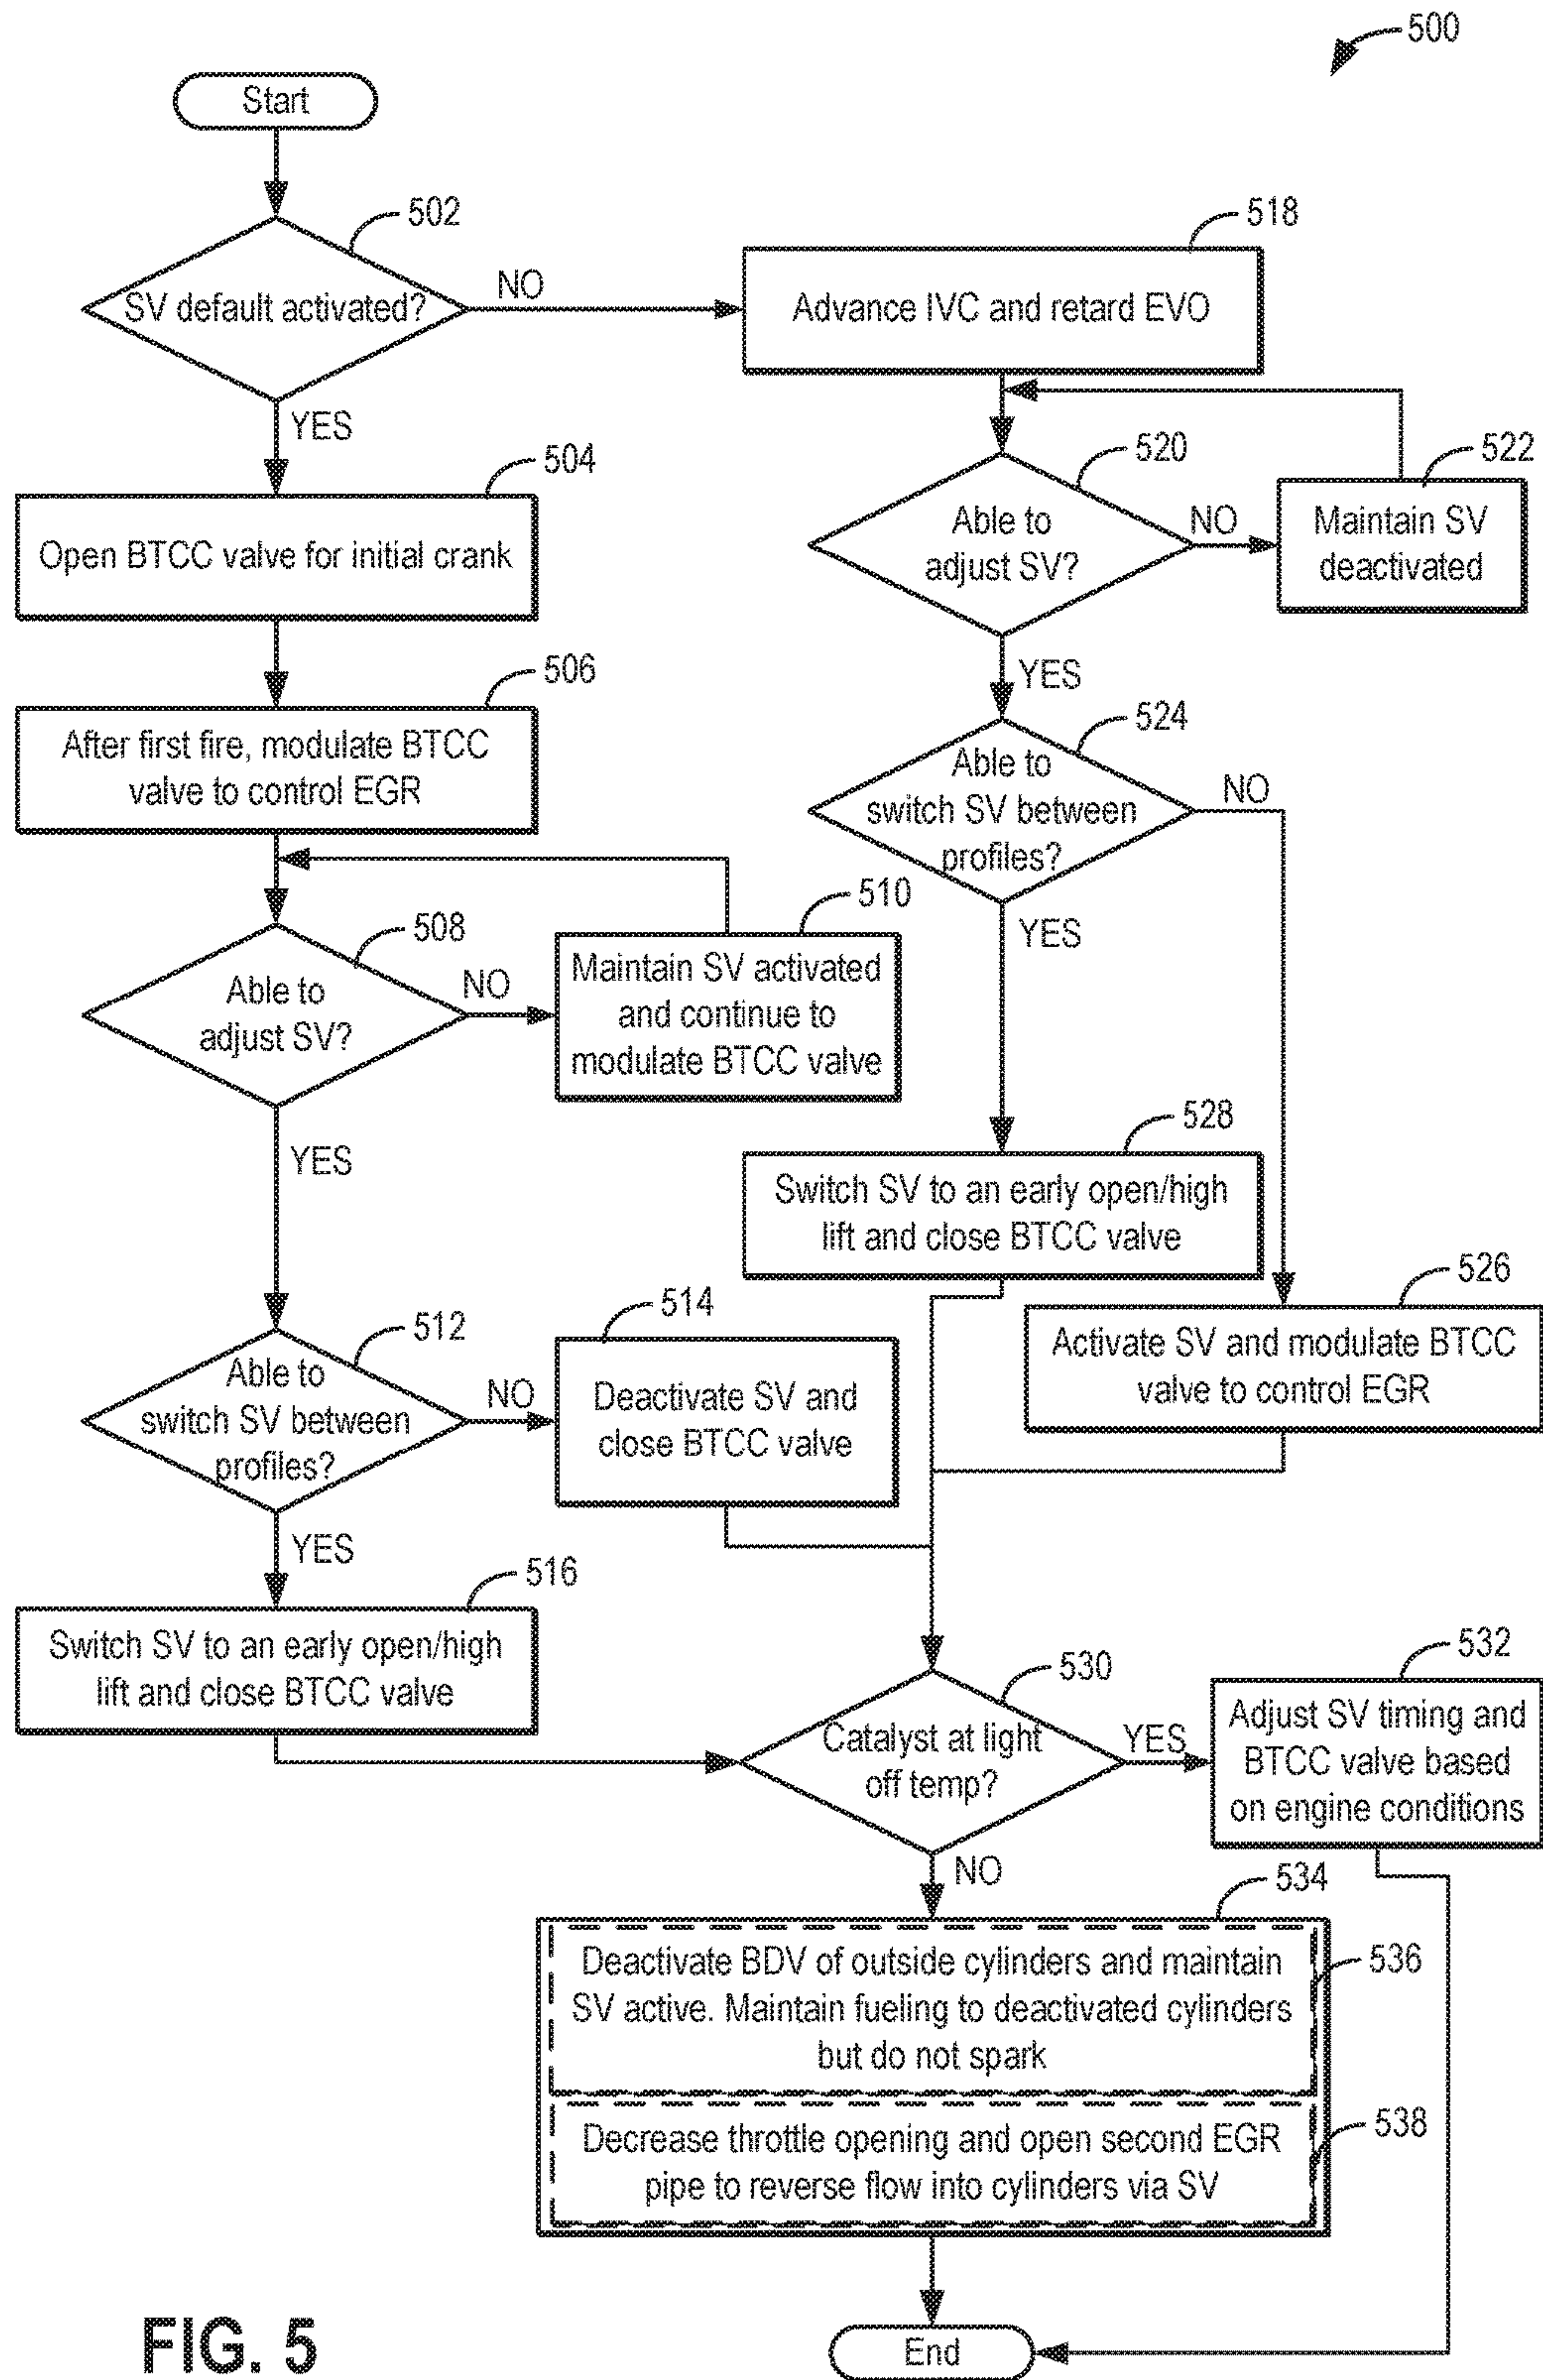 500
Start
502
SV default activated?
NO
YES
518
Advance IVC and retard EVO
504
Open BTCC valve for initial crank
520
Able to
adjust SV?
NO
YES
522
Maintain SV
deactivated
506
After first fire, modulate BTCC
valve to control EGR
524
Able to
switch SV between
profiles?
NO
YES
508
Able to
adjust SV?
NO
YES
510
Maintain SV activated
and continue to
modulate BTCC valve
528
Switch SV to an early open/high
lift and close BTCC valve
526
Activate SV and modulate BTCC
valve to control EGR
512
Able to
switch SV between
profiles?
NO
YES
514
Deactivate SV and
close BTCC valve
516
Switch SV to an early open/high
lift and close BTCC valve
530
Catalyst at light
off temp?
YES
NO
532
Adjust SV timing and
BTCC valve based
on engine conditions
534
Deactivate BDV of outside cylinders and maintain
SV active. Maintain fueling to deactivated cylinders
but do not spark
536
Decrease throttle opening and open second EGR
pipe to reverse flow into cylinders via SV
538
End
FIG. 5